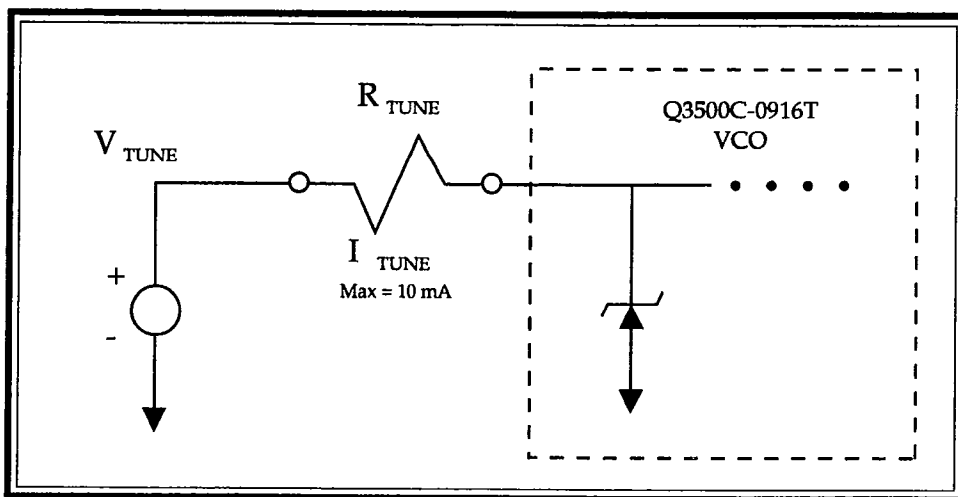 R TUNE
V TUNE
I TUNE
Max = 10 mA
+
-
Q3500C-0916T
VCO